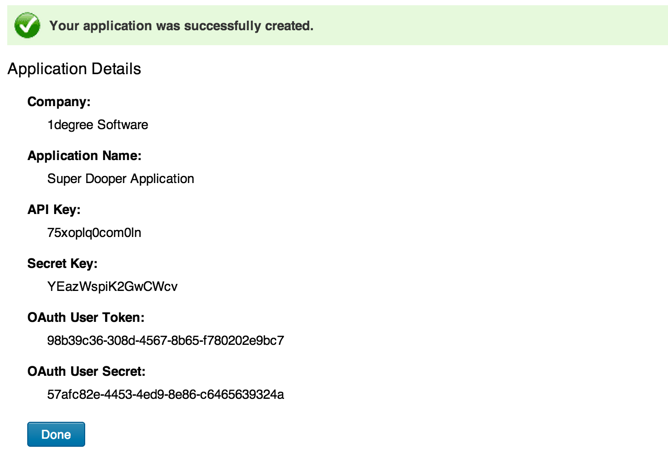 Your application was successfully created.
Application Details
Company:
1degree Software
Application Name:
Super Dooper Application
API Key:
75xoplq0com0ln
Secret Key:
YEazWspiK2GwCWcv
OAuth User Token:
98b39c36-308d-4567-8b65-f780202e9bc7
OAuth User Secret:
57afc82e-4453-4ed9-8e86-c6465639324a
Done